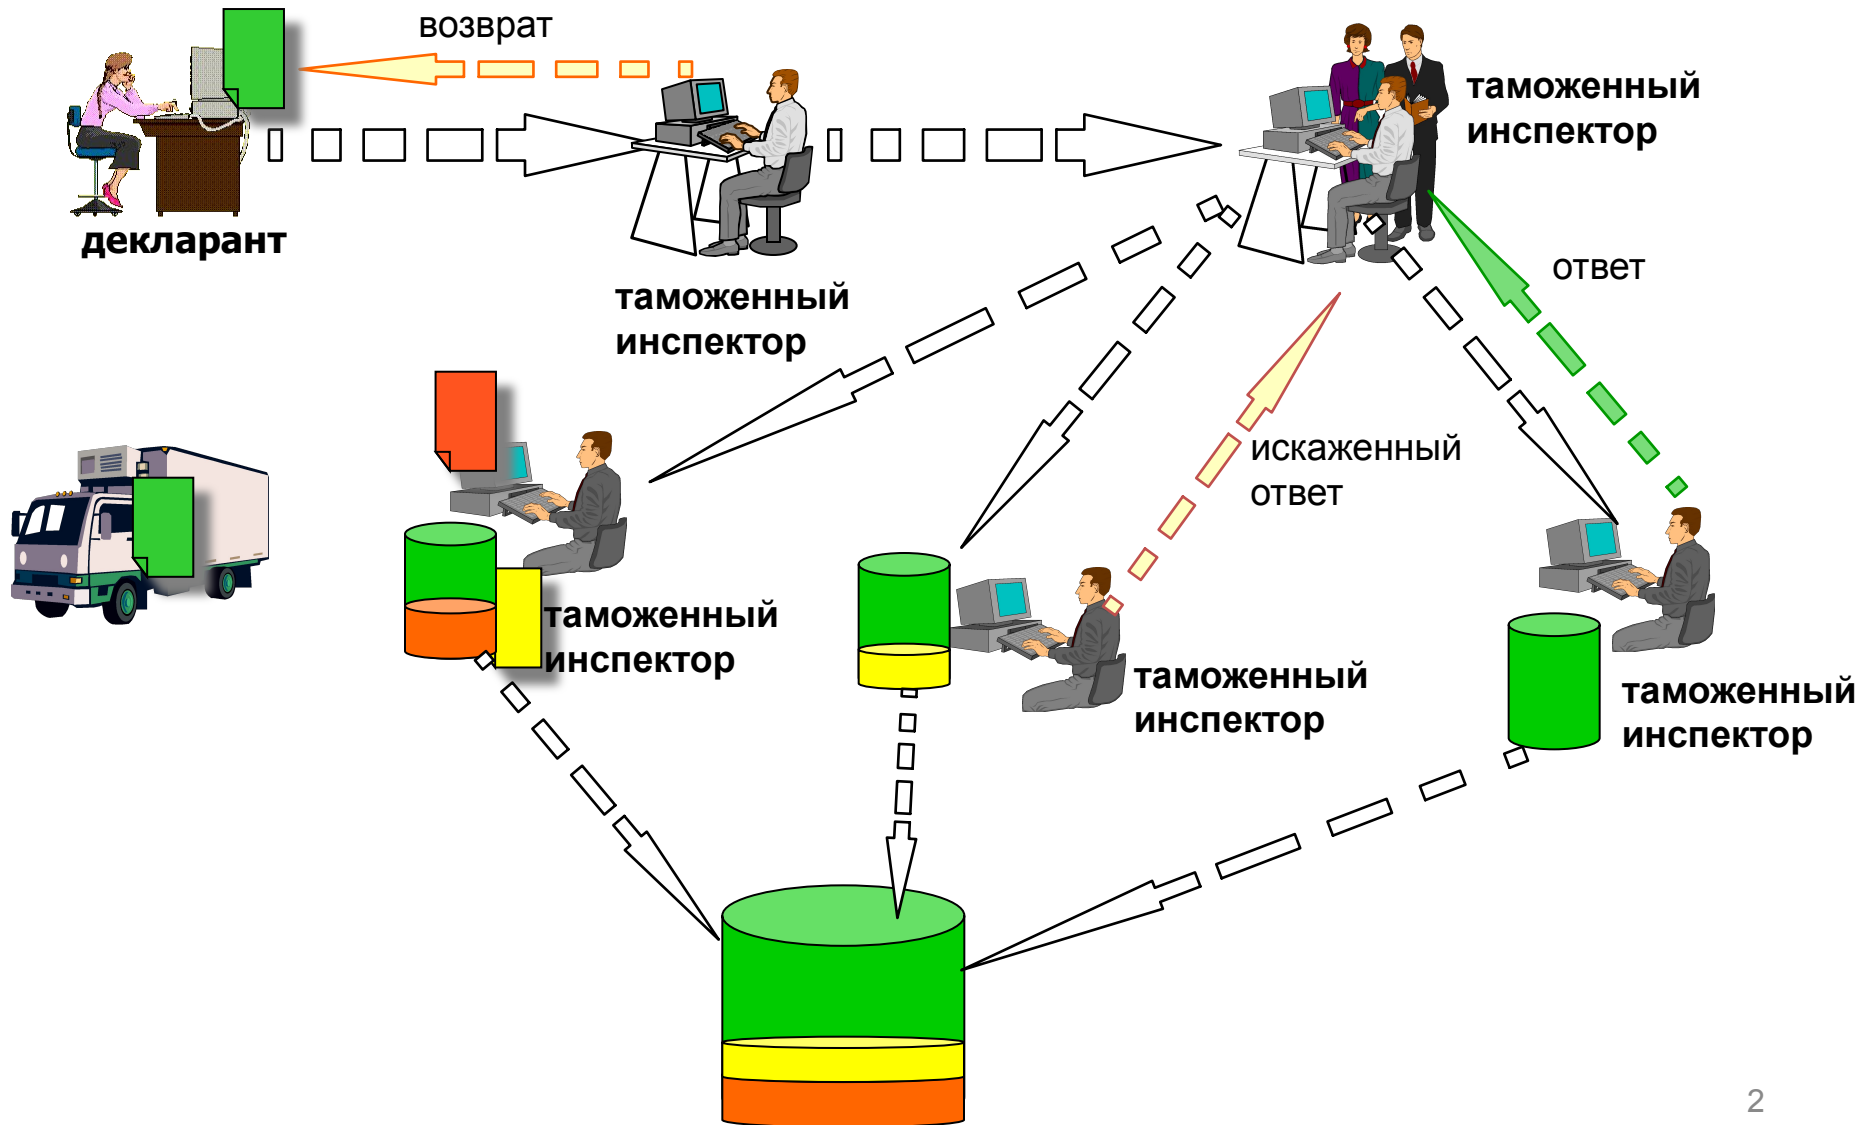 возврат
таможенный
инспектор
декларант
таможенный
инспектор
ответ
искаженный
ответ
таможенный
инспектор
таможенный
инспектор
таможенный
инспектор
2